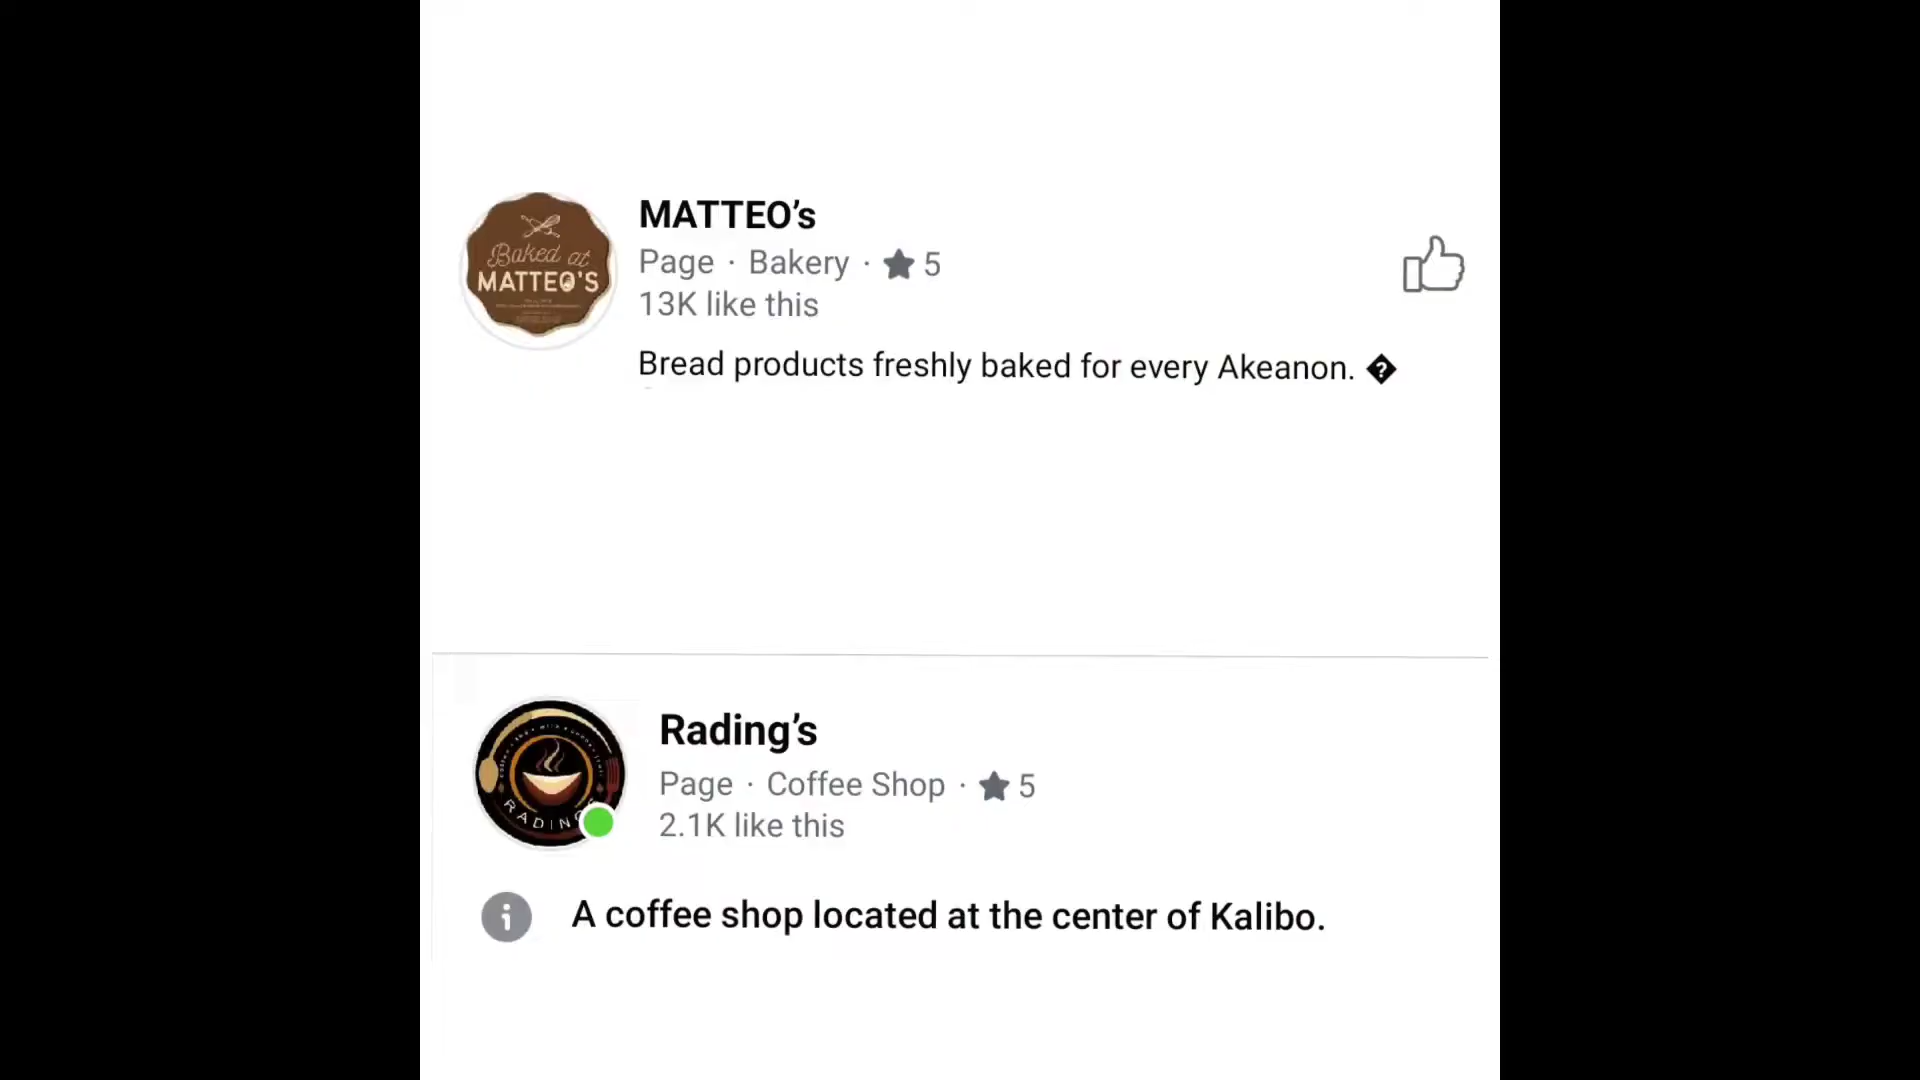 Baked at
MATTEO'S
MATTEO’s
Page · Bakery · ★ 5
13K like this
Bread products freshly baked for every Akeanon. �
RADING
Rading’s
Page · Coffee Shop · ★ 5
2.1K like this
A coffee shop located at the center of Kalibo.